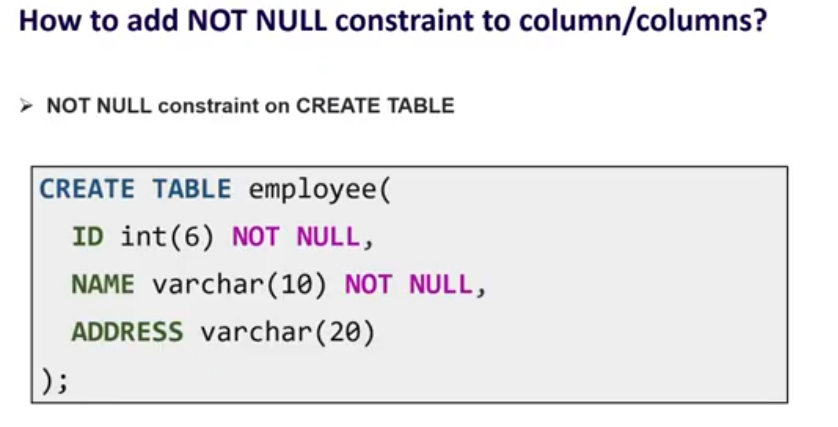 How to add NOT NULL constraint to column/columns?
➢ NOT NULL constraint on CREATE TABLE
CREATE TABLE employee(
ID int(6) NOT NULL,
NAME varchar(10) NOT NULL,
ADDRESS varchar(20)
);